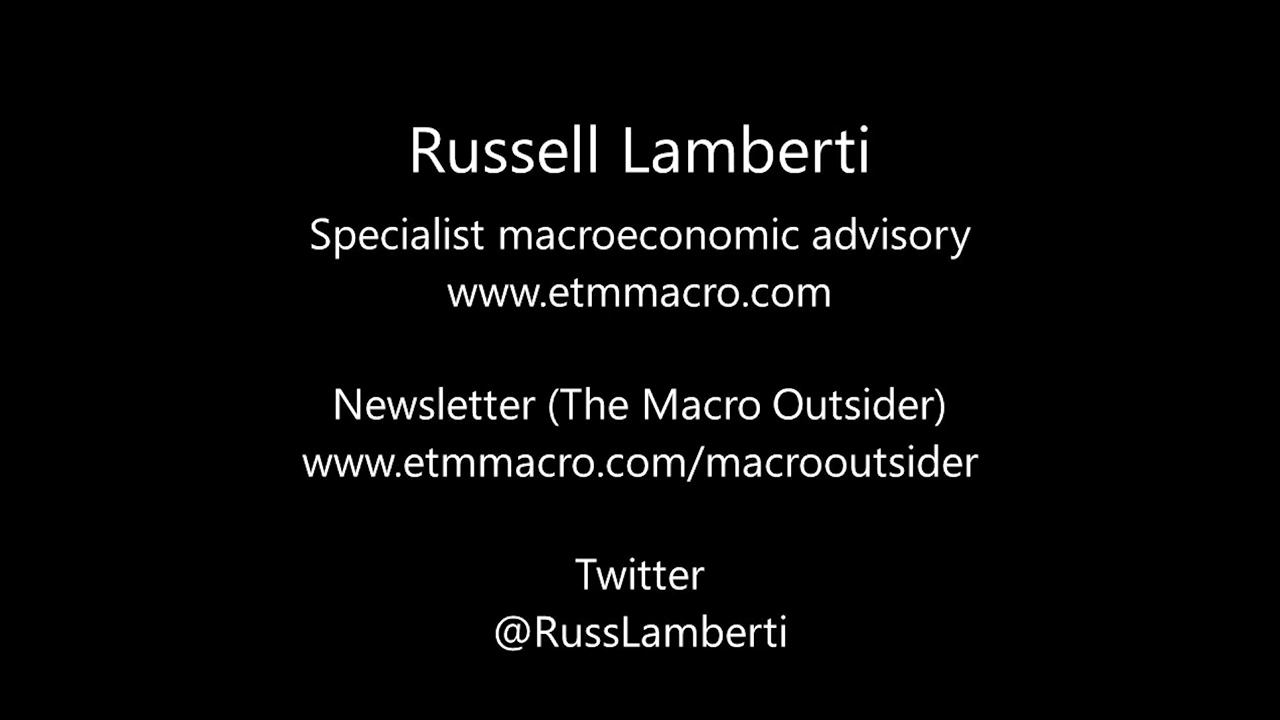 Russell Lamberti
Specialist macroeconomic advisory
www.etmmacro.com
Newsletter (The Macro Outsider)
www.etmmacro.com/macrooutsider
Twitter
@RussLamberti